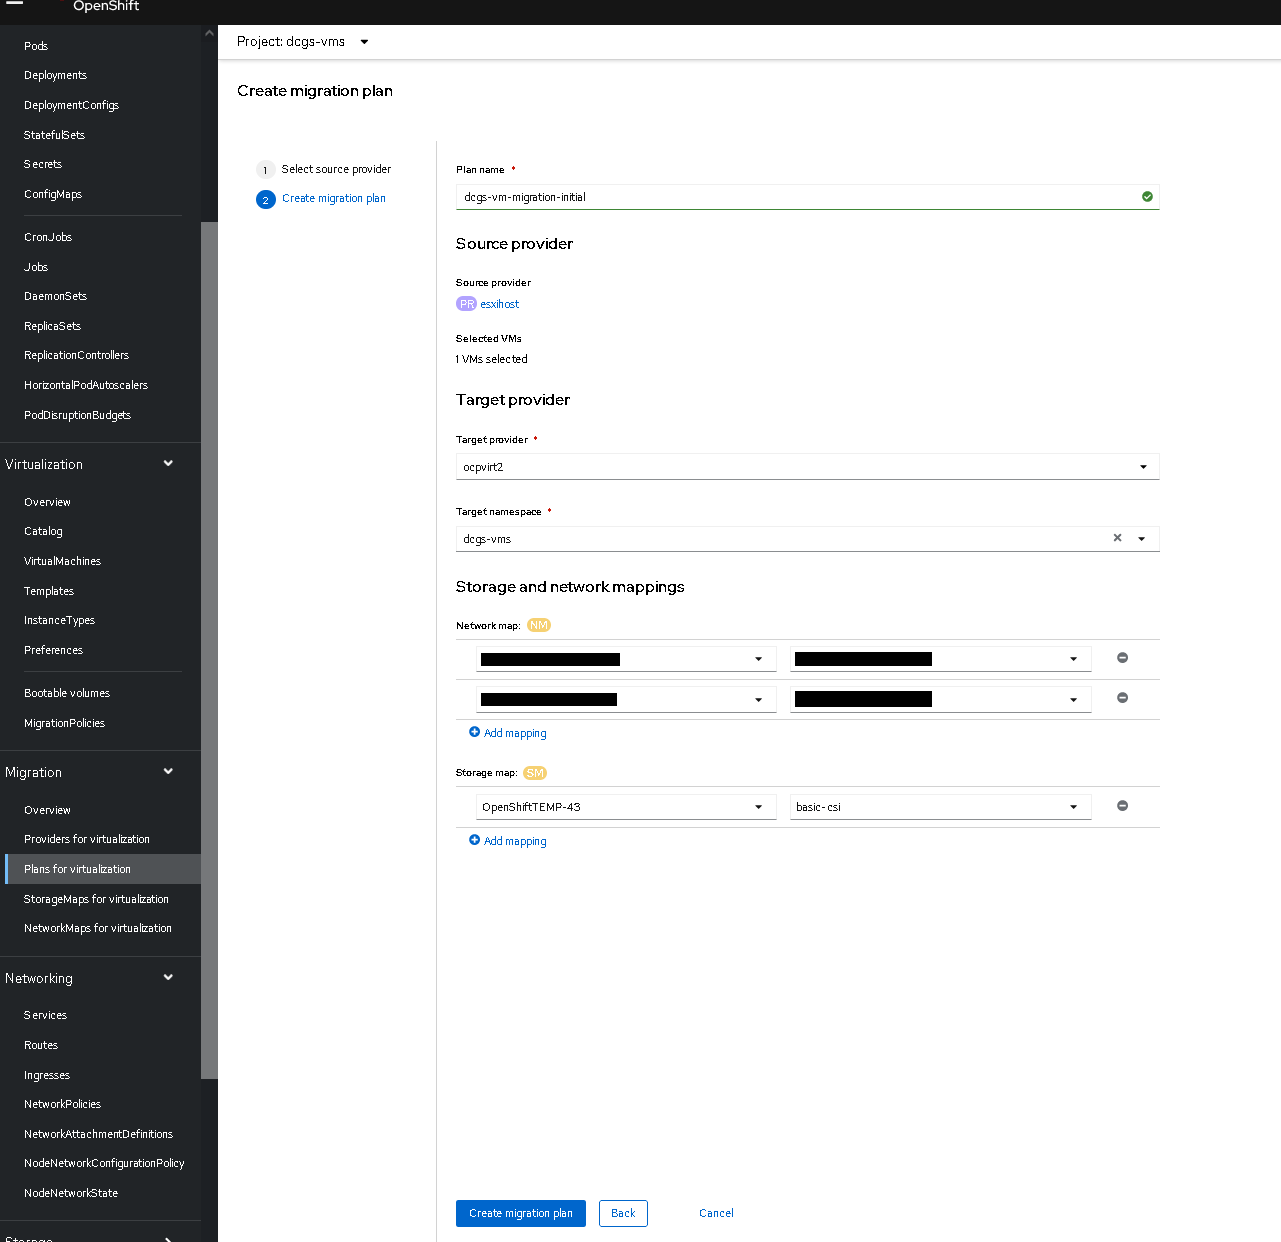 OpenShift
Pods
Deployments
DeploymentConfigs
StatefulSets
Secrets
ConfigMaps
CronJobs
Jobs
DaemonSets
ReplicaSets
ReplicationControllers
HorizontalPodAutoscalers
PodDisruptionBudgets
Virtualization
Overview
Catalog
VirtualMachines
Templates
InstanceTypes
Preferences
Bootable volumes
MigrationPolicies
Migration
Overview
Providers for virtualization
Plans for virtualization
StorageMaps for virtualization
NetworkMaps for virtualization
Networking
Services
Routes
Ingresses
NetworkPolicies
NetworkAttachmentDefinitions
NodeNetworkConfigurationPolicy
NodeNetworkState
Storage
Project: dcgs-vms
Create migration plan
1 Select source provider
2 Create migration plan
Plan name *
dcgs-vm-migration-initial
Source provider
Source provider
PR esxihost
Selected VMs
1 VMs selected
Target provider
Target provider *
ocpvirt2
Target namespace *
dcgs-vms
Storage and network mappings
Network map: NM
Add mapping
Storage map: SM
OpenShiftTEMP-43 basic-csi
Add mapping
Create migration plan Back Cancel